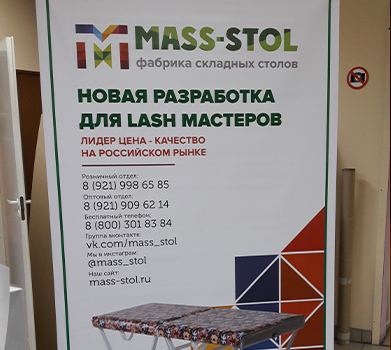 MASS-STOL
фабрика складных столов
НОВАЯ РАЗРАБОТКА
ДЛЯ LASH МАСТЕРОВ
ЛИДЕР ЦЕНА - КАЧЕСТВО
НА РОССИЙСКОМ РЫНКЕ
Розничный отдел:
8 (921) 998 65 85
Оптовый отдел:
8 (921) 909 62 14
Бесплатный телефон:
8 (800) 301 83 84
Группа вконтакте:
vk.com/mass_stol
Мы в инстаграм:
@mass_stol
Наш сайт:
mass-stol.ru